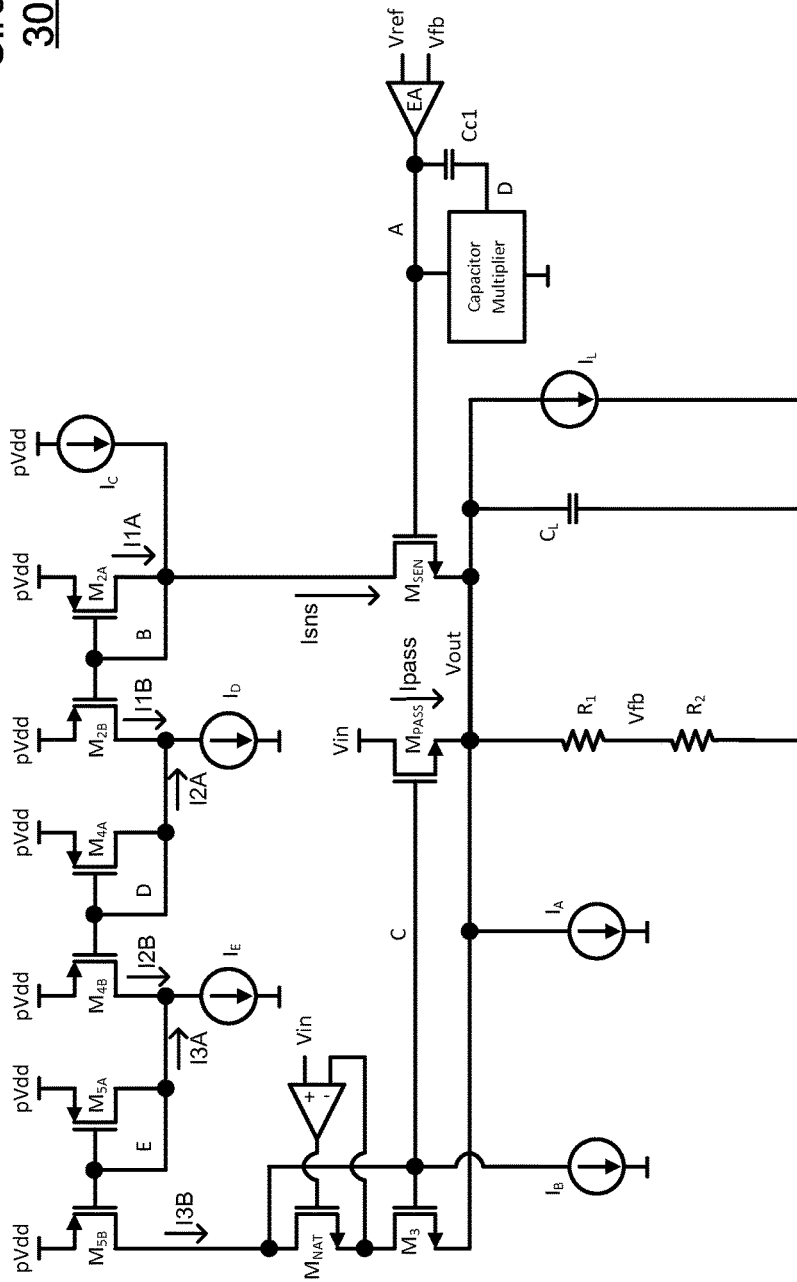 30
Vref
Vfb
EA
Cc1
A
D
Capacitor
Multiplier
pVdd
pVdd
pVdd
pVdd
pVdd
pVdd
pVdd
I_C
M_2A
I1A
B
M_2B
I1B
I_D
I2A
M_4A
D
M_4B
I2B
I_E
I3A
M_5A
E
M_5B
I3B
Isns
M_SEN
Ipass
Vin
M_PASS
Vout
C
Vin
+
-
M_NAT
M_3
I_B
I_A
R_1
Vfb
R_2
C_L
I_L